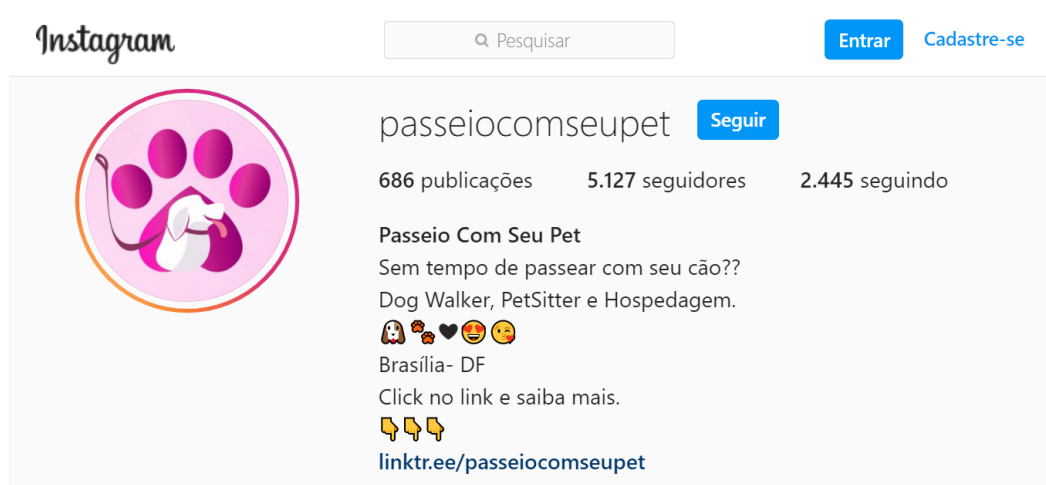 Instagram
Pesquisar
Entrar
Cadastre-se
passeiocomseupet
Seguir
686 publicações
5.127 seguidores
2.445 seguindo
Passeio Com Seu Pet
Sem tempo de passear com seu cão??
Dog Walker, PetSitter e Hospedagem.
🐶🐾🖤😍😘
Brasília- DF
Click no link e saiba mais.
👇👇👇
linktr.ee/passeiocomseupet